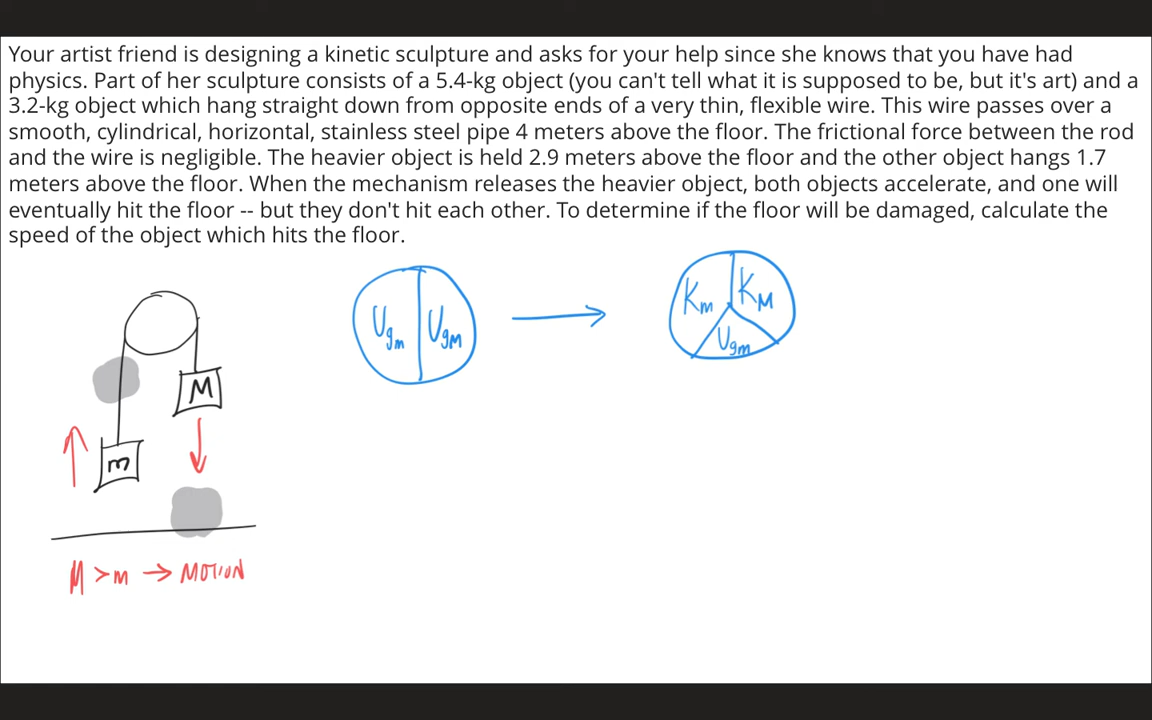 Your artist friend is designing a kinetic sculpture and asks for your help since she knows that you have had
physics. Part of her sculpture consists of a 5.4-kg object (you can't tell what it is supposed to be, but it's art) and a
3.2-kg object which hang straight down from opposite ends of a very thin, flexible wire. This wire passes over a
smooth, cylindrical, horizontal, stainless steel pipe 4 meters above the floor. The frictional force between the rod
and the wire is negligible. The heavier object is held 2.9 meters above the floor and the other object hangs 1.7
meters above the floor. When the mechanism releases the heavier object, both objects accelerate, and one will
eventually hit the floor -- but they don't hit each other. To determine if the floor will be damaged, calculate the
speed of the object which hits the floor.
Ugm UgM
Km KM
Ugm
M
m
M > m → MOTION